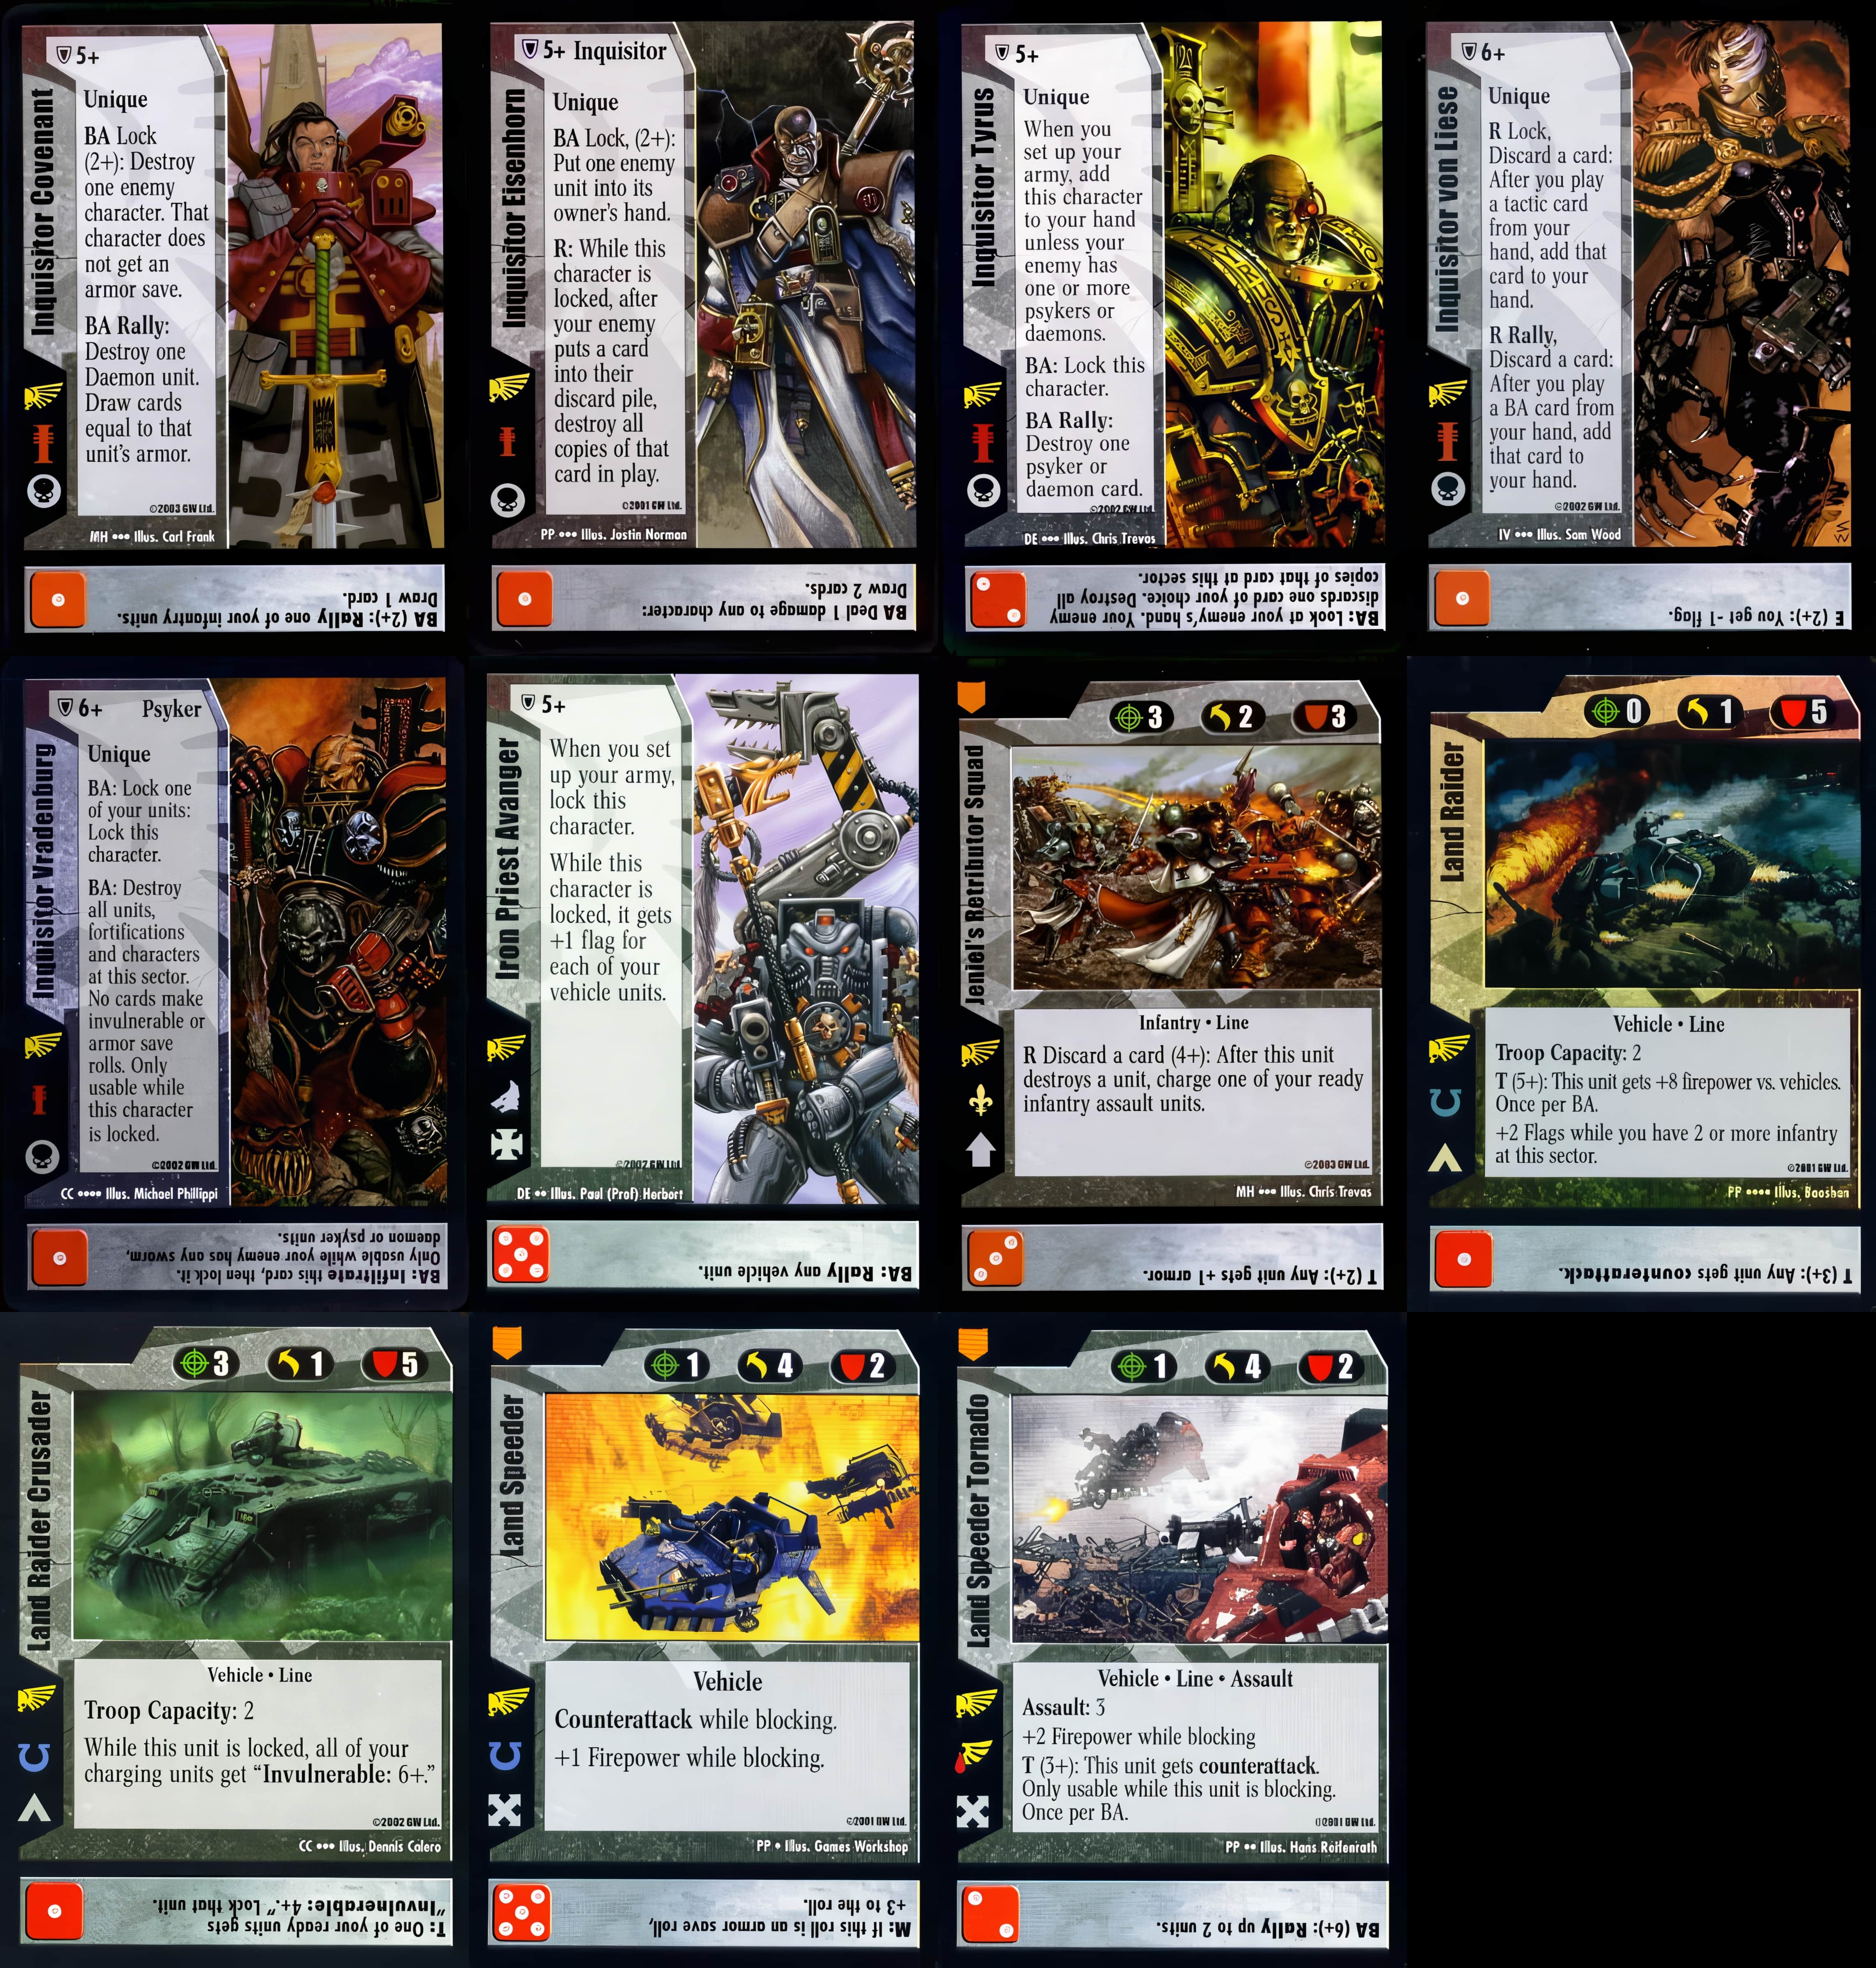 5+
Inquisitor Covenant
Unique
BA Lock
(2+): Destroy
one enemy
character. That
character does
not get an
armor save.
BA Rally:
Destroy one
Daemon unit.
Draw cards
equal to that
unit's armor.
©2003 GW Ltd.
MH ••• Illus. Carl Frank
BA (2+): Rally one of your infantry units.
Draw 1 card.
5+ Inquisitor
Inquisitor Eisenhorn
Unique
BA Lock, (2+):
Put one enemy
unit into its
owner's hand.
R: While this
character is
locked, after
your enemy
puts a card
into their
discard pile,
destroy all
copies of that
card in play.
©2001 GW Ltd.
PP ••• Illus. Justin Norman
BA Deal 1 damage to any character:
Draw 2 cards.
5+
Inquisitor Tyrus
Unique
When you
set up your
army, add
this character
to your hand
unless your
enemy has
one or more
psykers or
daemons.
BA: Lock this
character.
BA Rally:
Destroy one
psyker or
daemon card.
©2002 GW Ltd.
DE ••• Illus. Chris Trevas
BA: Look at your enemy's hand. Your enemy
discards one card of your choice. Destroy all
copies of that card at this sector.
6+
Inquisitor von Liese
Unique
R Lock,
Discard a card:
After you play
a tactic card
from your
hand, add that
card to your
hand.
R Rally,
Discard a card:
After you play
a BA card from
your hand, add
that card to
your hand.
©2002 GW Ltd.
IV ••• Illus. Sam Wood
E (2+): You get -1 flag.
6+ Psyker
Inquisitor Vradenburg
Unique
BA: Lock one
of your units:
Lock this
character.
BA: Destroy
all units,
fortifications
and characters
at this sector.
No cards make
invulnerable or
armor save
rolls. Only
usable while
this character
is locked.
©2002 GW Ltd.
CC •••• Illus. Michael Phillippi
BA: Infiltrate this card, then lock it.
Only usable while your enemy has any swarm,
daemon or psyker units.
5+
Iron Priest Avanger
When you set
up your army,
lock this
character.
While this
character is
locked, it gets
+1 flag for
each of your
vehicle units.
©2002 GW Ltd.
DE •• Illus. Paul (Prof) Herbert
BA: Rally any vehicle unit.
3 2 3
Jeniel's Retributor Squad
Infantry • Line
R Discard a card (4+): After this unit
destroys a unit, charge one of your ready
infantry assault units.
©2003 GW Ltd.
MH ••• Illus. Chris Trevas
T (2+): Any unit gets +1 armor.
0 1 5
Land Raider
Vehicle • Line
Troop Capacity: 2
T (5+): This unit gets +8 firepower vs. vehicles.
Once per BA.
+2 Flags while you have 2 or more infantry
at this sector.
©2001 GW Ltd.
PP •••• Illus. Baoshan
T (3+): Any unit gets counterattack.
3 1 5
Land Raider Crusader
Vehicle • Line
Troop Capacity: 2
While this unit is locked, all of your
charging units get “Invulnerable: 6+.”
©2002 GW Ltd.
CC ••• Illus. Dennis Calero
T: One of your ready units gets
“Invulnerable: 4+.” Lock that unit.
1 4 2
Land Speeder
Vehicle
Counterattack while blocking.
+1 Firepower while blocking.
©2001 GW Ltd.
PP • Illus. Games Workshop
M: If this roll is an armor save roll,
+3 to the roll.
1 4 2
Land Speeder Tornado
Vehicle • Line • Assault
Assault: 3
+2 Firepower while blocking
T (3+): This unit gets counterattack.
Only usable while this unit is blocking.
Once per BA.
©2001 GW Ltd.
PP •• Illus. Hans Roffenrath
BA (6+): Rally up to 2 units.